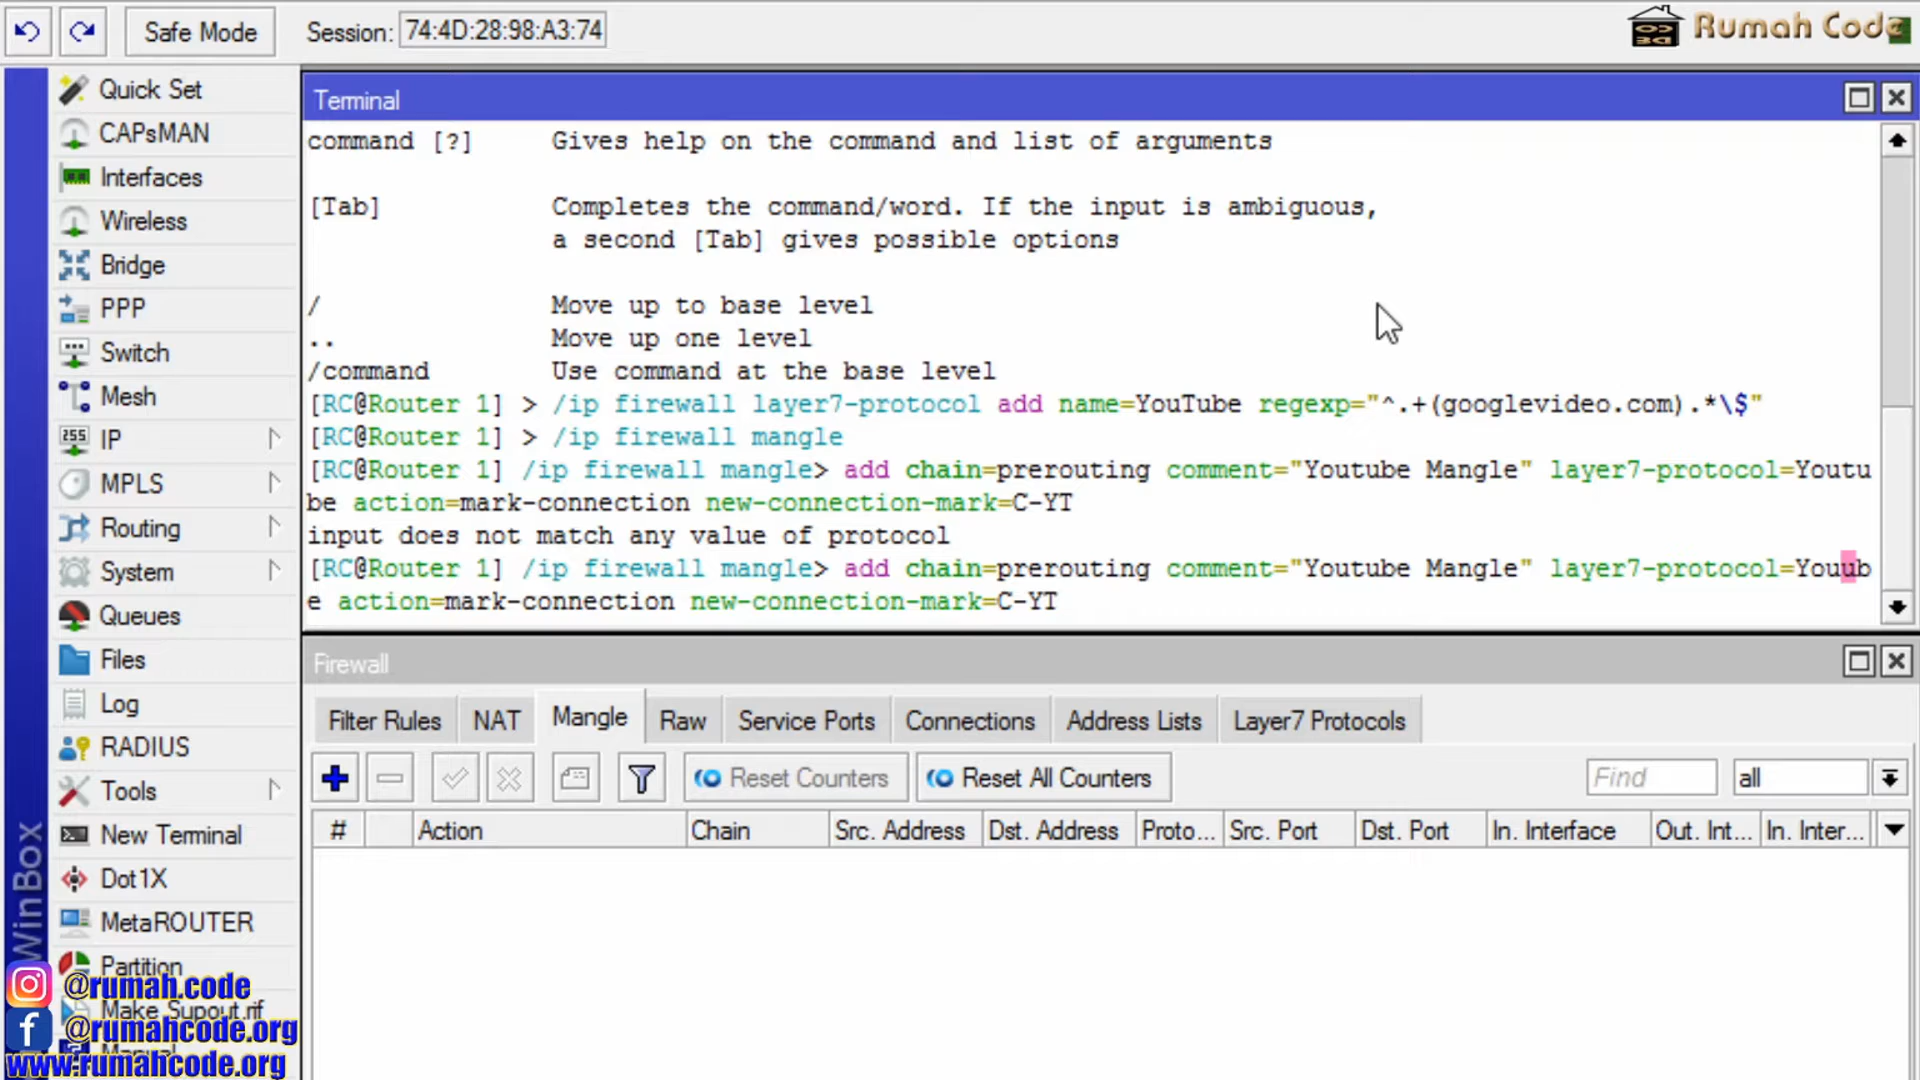 Safe Mode
Session: 74:4D:28:98:A3:74
Rumah Code
Quick Set
CAPsMAN
Interfaces
Wireless
Bridge
PPP
Switch
Mesh
IP
MPLS
Routing
System
Queues
Files
Log
RADIUS
Tools
New Terminal
Dot1X
MetaROUTER
Partition
Make Supout.rif
Manual
WinBox
@rumah.code
@rumahcode.org
www.rumahcode.org
Terminal
command [?] Gives help on the command and list of arguments
[Tab] Completes the command/word. If the input is ambiguous,
a second [Tab] gives possible options
/ Move up to base level
.. Move up one level
/command Use command at the base level
[RC@Router 1] > /ip firewall layer7-protocol add name=YouTube regexp="^.+(googlevideo.com).*\$"
[RC@Router 1] > /ip firewall mangle
[RC@Router 1] /ip firewall mangle> add chain=prerouting comment="Youtube Mangle" layer7-protocol=Youtu
be action=mark-connection new-connection-mark=C-YT
input does not match any value of protocol
[RC@Router 1] /ip firewall mangle> add chain=prerouting comment="Youtube Mangle" layer7-protocol=Youub
e action=mark-connection new-connection-mark=C-YT
Firewall
Filter Rules NAT Mangle Raw Service Ports Connections Address Lists Layer7 Protocols
Reset Counters Reset All Counters Find all
# Action Chain Src. Address Dst. Address Proto... Src. Port Dst. Port In. Interface Out. Int... In. Inter...